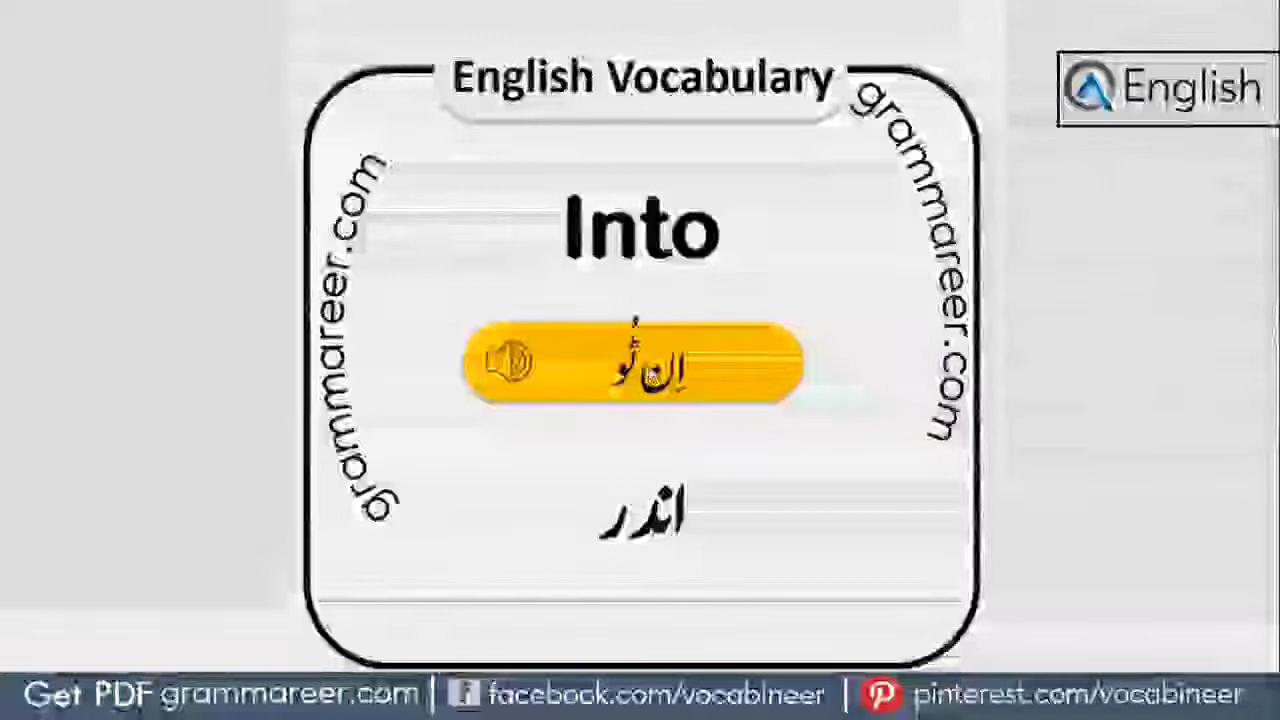 English Vocabulary
English
grammareer.com
grammareer.com
Into
اِن ٹُو
اندر
Get PDF grammareer.com | facebook.com/vocabineer | pinterest.com/vocabineer